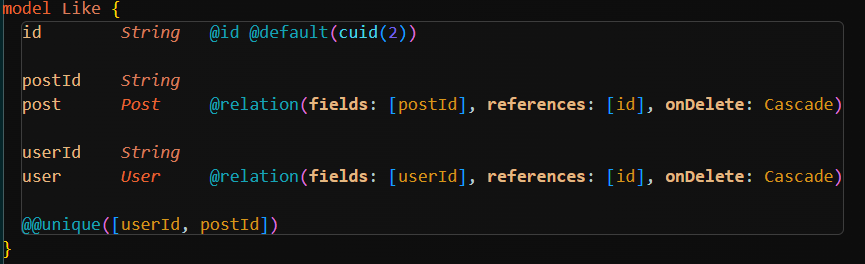 model Like {
id String @id @default(cuid(2))
postId String
post Post @relation(fields: [postId], references: [id], onDelete: Cascade)
userId String
user User @relation(fields: [userId], references: [id], onDelete: Cascade)
@@unique([userId, postId])
}